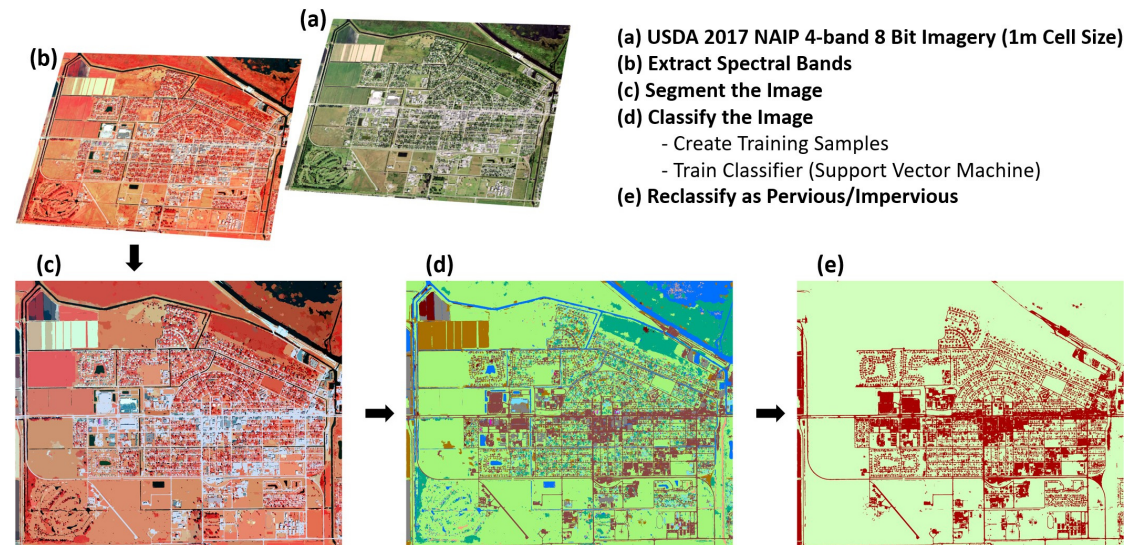 (a)
(b)
(a) USDA 2017 NAIP 4-band 8 Bit Imagery (1m Cell Size)
(b) Extract Spectral Bands
(c) Segment the Image
(d) Classify the Image
- Create Training Samples
- Train Classifier (Support Vector Machine)
(e) Reclassify as Pervious/Impervious
(c)
(d)
(e)